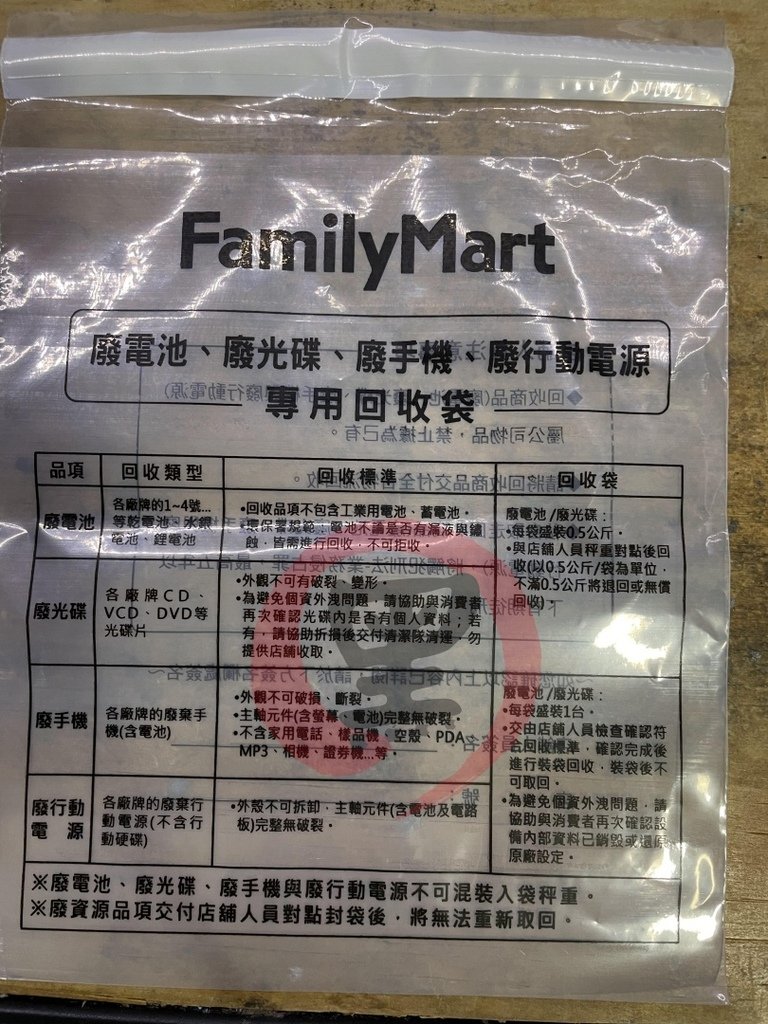 FamilyMart
廢電池、廢光碟、廢手機、廢行動電源
專用回收袋
品項
回收類型
回收標準
回收袋
廢電池
各廠牌的1~4號...
等乾電池、水銀
電池、鋰電池
•回收品項不包含工業用電池、蓄電池。
•環保署規範：電池不論是否有漏液與鏽
蝕，皆需進行回收，不可拒收。
廢電池/廢光碟：
•每袋盛裝0.5公斤。
•與店舖人員秤重對點後回
收(以0.5公斤/袋為單位，
不滿0.5公斤將退回或無償
回收)
廢光碟
各廠牌CD、
VCD、DVD等
光碟片
•外觀不可有破裂、變形。
•為避免個資外洩問題，請協助與消費者
再次確認光碟內是否有個人資料；若
有，請協助折損後交付清潔隊清運，勿
提供店舖收取。
廢手機
各廠牌的廢棄手
機(含電池)
•外觀不可破損、斷裂。
•主軸元件(含螢幕、電池)完整無破裂。
•不含家用電話、樣品機、空殼、PDA、
MP3、相機、證券機...等。
廢電池/廢光碟：
•每袋盛裝1台。
•交由店舖人員檢查確認符
合回收標準，確認完成後
進行裝袋回收，裝袋後不
可取回。
•為避免個資外洩問題，請
協助與消費者再次確認設
備內部資料已銷毀或還原
原廠設定。
廢行動
電源
各廠牌的廢棄行
動電源(不含行
動硬碟)
•外殼不可拆卸，主軸元件(含電池及電路
板)完整無破裂。
※廢電池、廢光碟、廢手機與廢行動電源不可混裝入袋秤重。
※廢資源品項交付店舖人員對點封袋後，將無法重新取回。